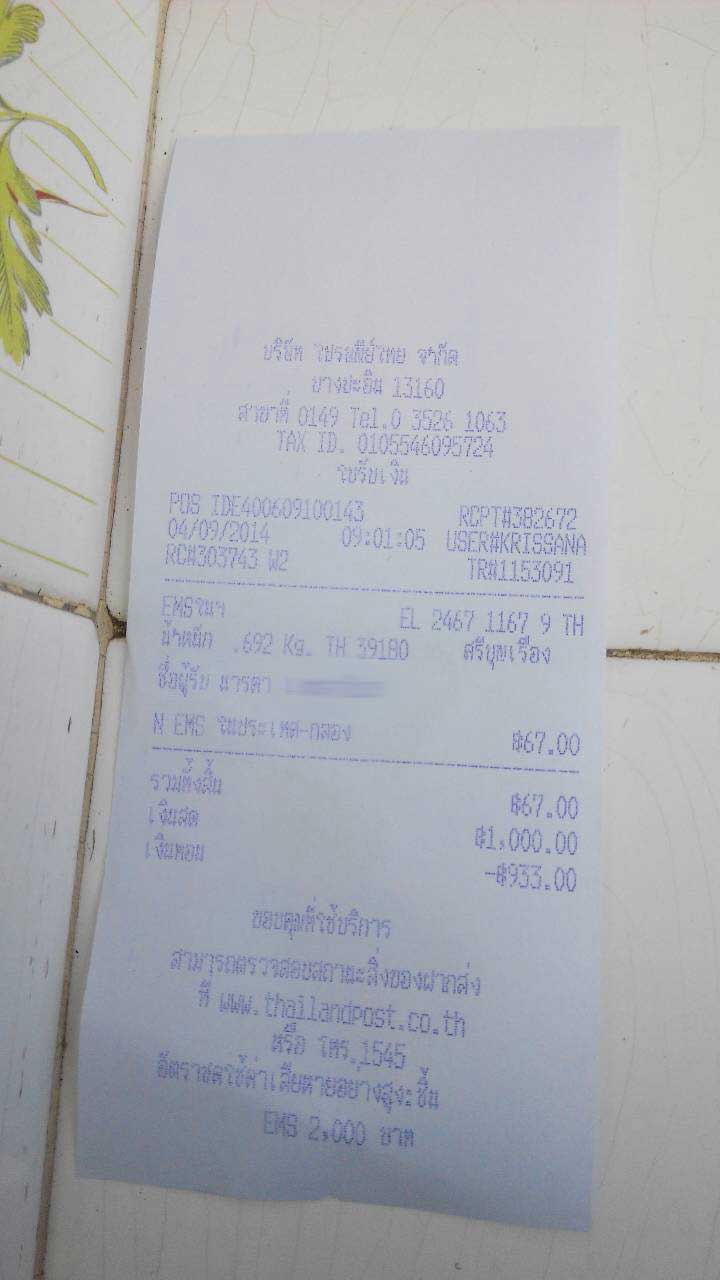 บริษัท ไปรษณีย์ไทย จำกัด
บางปะอิน 13160
สาขาที่ 0149 Tel.0 3526 1063
TAX ID. 0105546095724
ใบรับเงิน
POS IDE400609100143 RCPT#382672
04/09/2014 09:01:05 USER#KRISSANA
RC#303743 W2 TR#1153091
EMSในฯ EL 2467 1167 9 TH
น้ำหนัก .692 Kg. TH 39180 ศรีบุญเรือง
ชื่อผู้รับ มารดา
N EMS ในประเทศ-กล่อง ฿67.00
รวมทั้งสิ้น ฿67.00
เงินสด ฿1,000.00
เงินทอน -฿933.00
ขอบคุณที่ใช้บริการ
สามารถตรวจสอบสถานะสิ่งของฝากส่ง
ที่ www.thailandpost.co.th
หรือ โทร.1545
อัตราชดใช้ค่าเสียหายอย่างสูง:ชิ้น
EMS 2,000 บาท